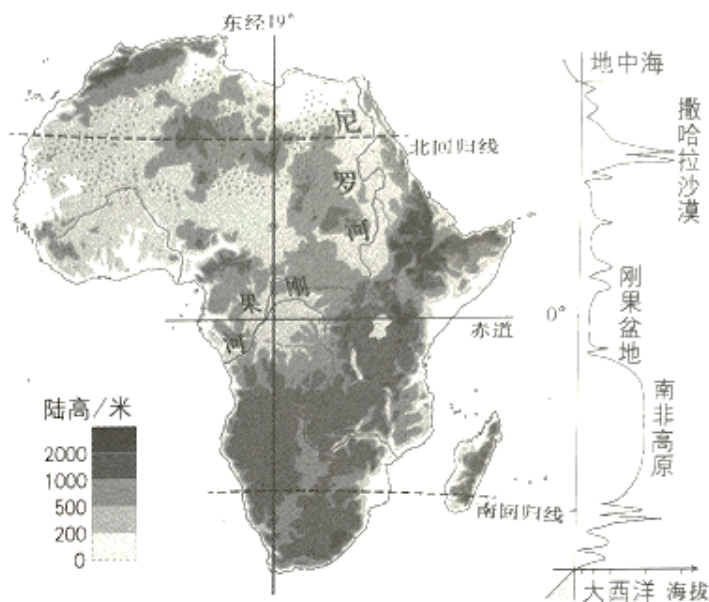 东经19°
地中海
撒哈拉沙漠
北回归线
尼罗河
刚果河
刚果盆地
0°
赤道
南非高原
陆高/米
2000
1000
500
200
0
南回归线
大西洋
海拔